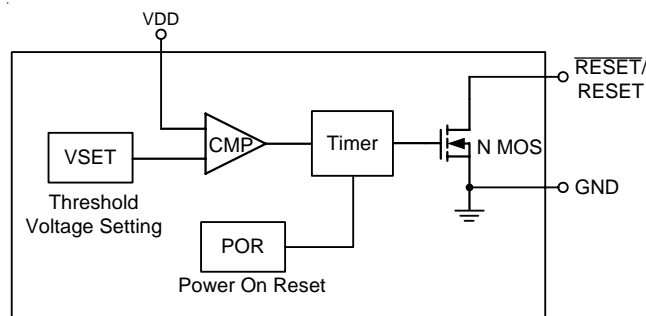 VDD
RESET/
RESET
CMP
Timer
VSET
N MOS
Threshold
Voltage Setting
GND
POR
Power On Reset